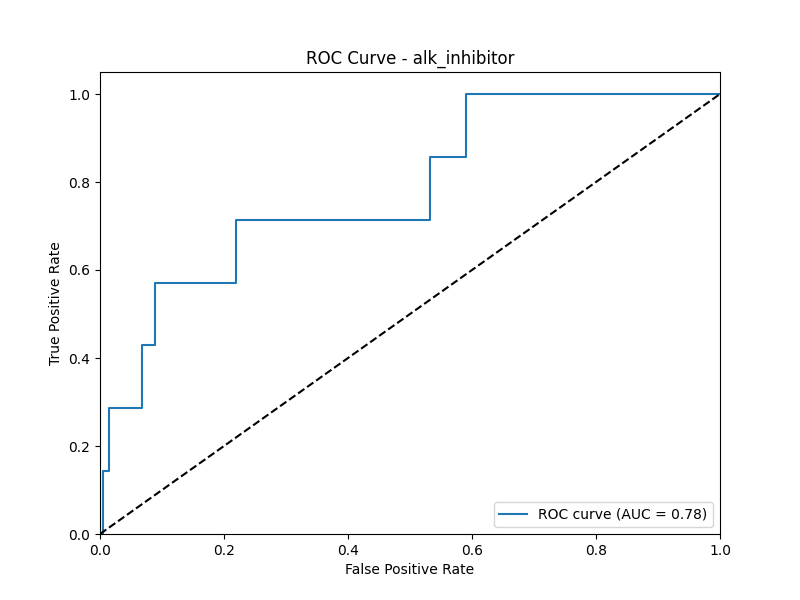 ROC Curve - alk_inhibitor
True Positive Rate
1.0
0.8
0.6
0.4
0.2
0.0
0.0 0.2 0.4 0.6 0.8 1.0
False Positive Rate
ROC curve (AUC = 0.78)